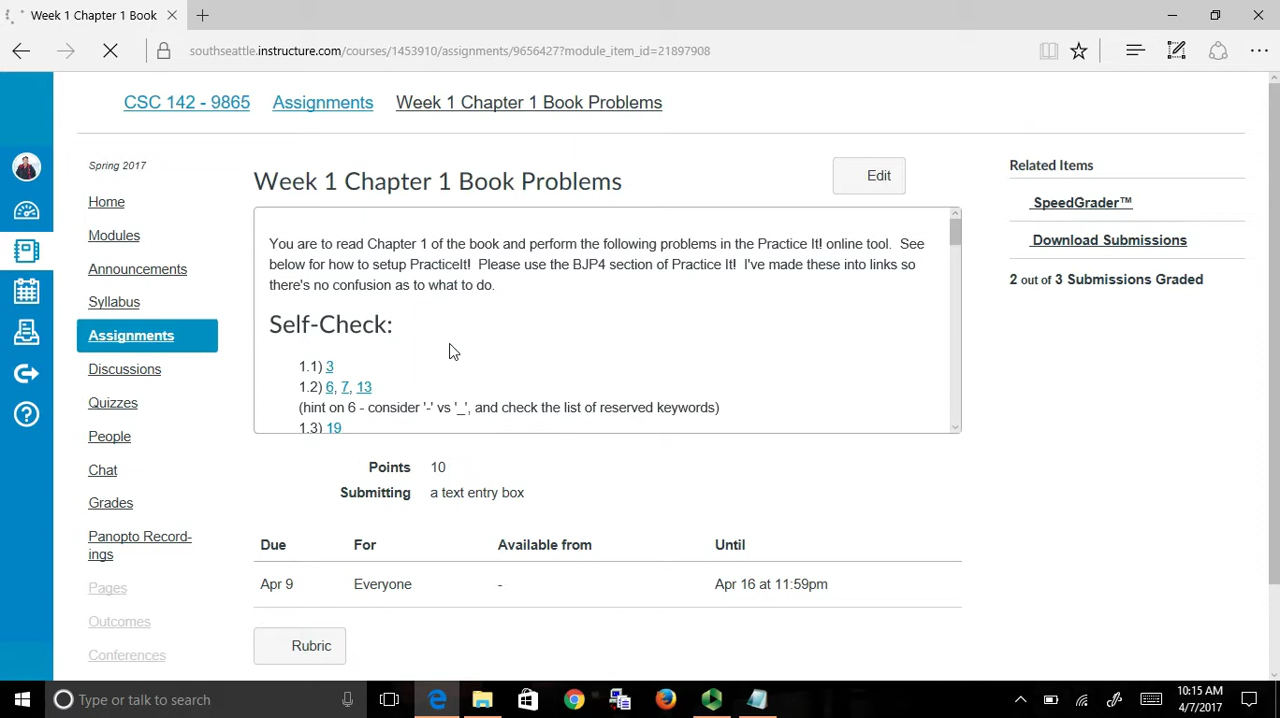 Week 1 Chapter 1 Book
southseattle.instructure.com/courses/1453910/assignments/9656427?module_item_id=21897908
CSC 142 - 9865 Assignments Week 1 Chapter 1 Book Problems
Spring 2017
Home
Modules
Announcements
Syllabus
Assignments
Discussions
Quizzes
People
Chat
Grades
Panopto Record-
ings
Pages
Outcomes
Conferences
Week 1 Chapter 1 Book Problems
Edit
You are to read Chapter 1 of the book and perform the following problems in the Practice It! online tool. See
below for how to setup PracticeIt! Please use the BJP4 section of Practice It! I've made these into links so
there's no confusion as to what to do.
Self-Check:
1.1) 3
1.2) 6, 7, 13
(hint on 6 - consider '-' vs '_', and check the list of reserved keywords)
1.3) 19
Points 10
Submitting a text entry box
Due For Available from Until
Apr 9 Everyone - Apr 16 at 11:59pm
Rubric
Related Items
SpeedGrader™
Download Submissions
2 out of 3 Submissions Graded
Type or talk to search
10:15 AM
4/7/2017